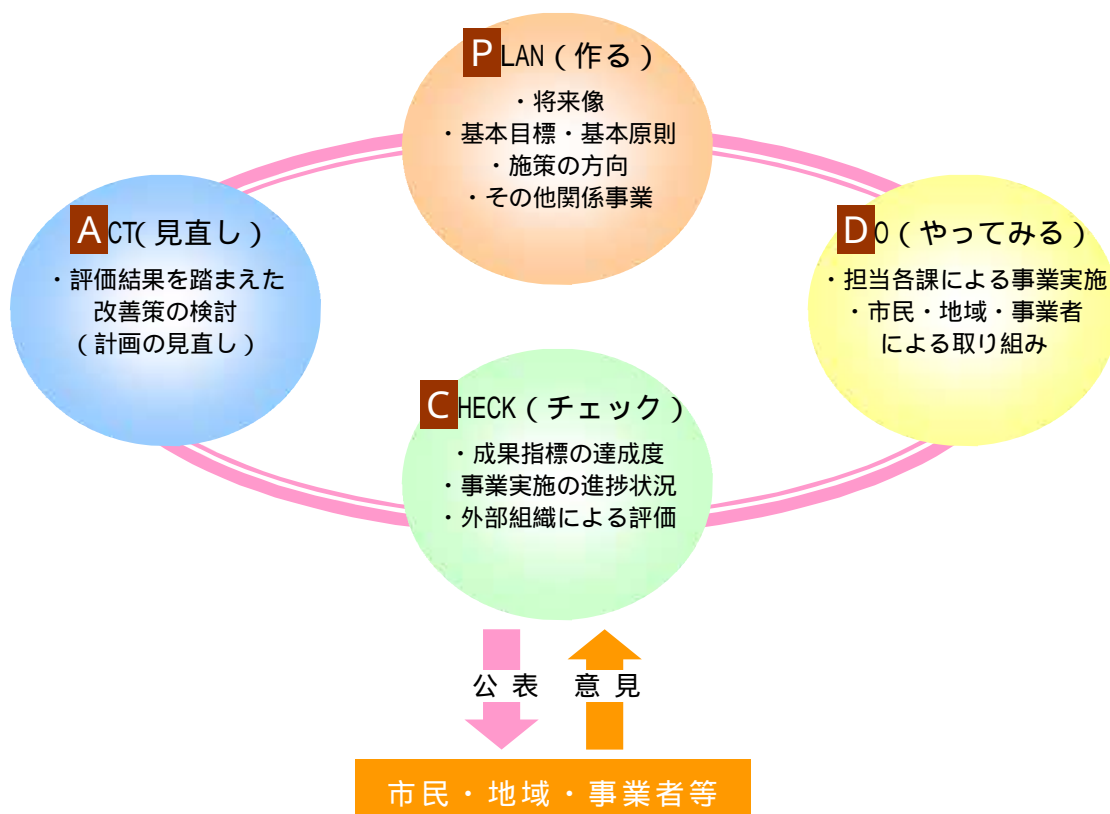 PLAN(作る)
・将来像
・基本目標・基本原則
・施策の方向
・その他関係事業
ACT(見直し)
・評価結果を踏まえた
改善策の検討
(計画の見直し)
DO(やってみる)
・担当各課による事業実施
・市民・地域・事業者
による取り組み
CHECK(チェック)
・成果指標の達成度
・事業実施の進捗状況
・外部組織による評価
公表 意見
市民・地域・事業者等